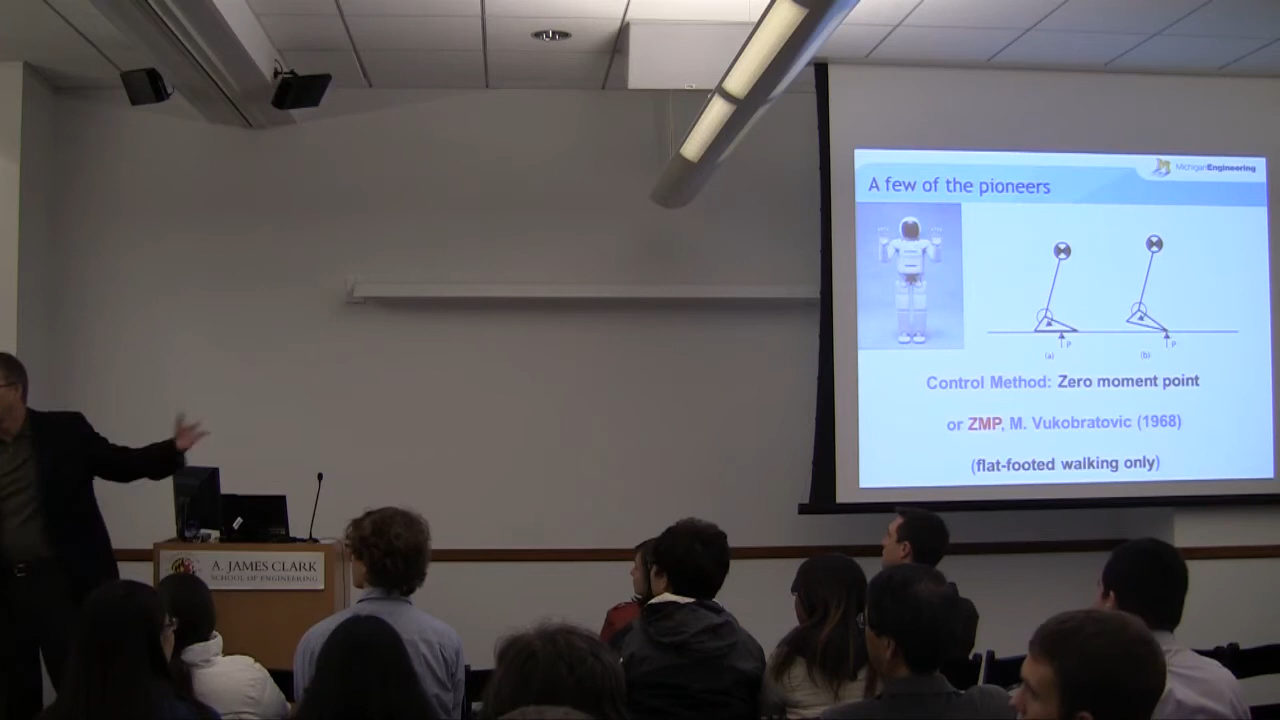 MichiganEngineering
A few of the pioneers
P
P
(a)
(b)
Control Method: Zero moment point
or ZMP, M. Vukobratovic (1968)
(flat-footed walking only)
A. JAMES CLARK
SCHOOL OF ENGINEERING